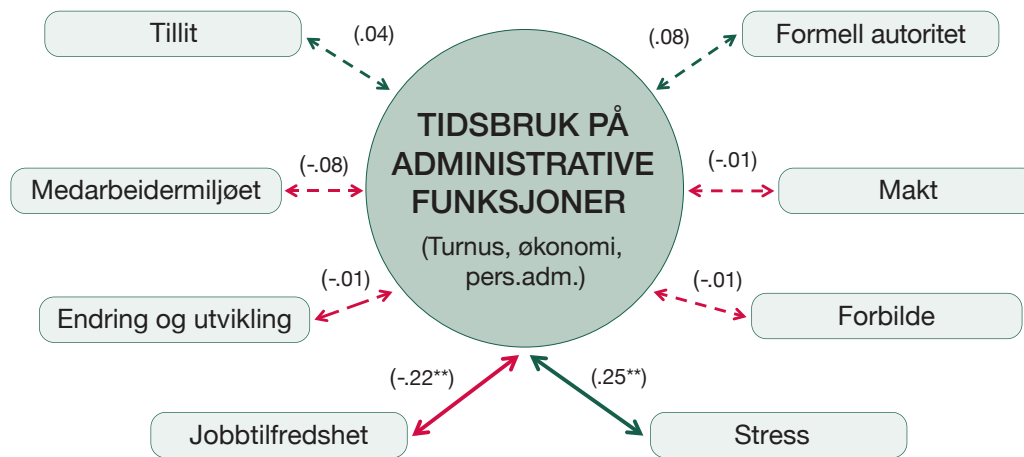 Tillit
(.04)
(.08)
Formell autoritet
TIDSBRUK PÅ
ADMINISTRATIVE
FUNKSJONER
(Turnus, økonomi,
pers.adm.)
Medarbeidermiljøet
(-.08)
(-.01)
Makt
Endring og utvikling
(-.01)
(-.01)
Forbilde
Jobbtilfredshet
(-.22**)
(.25**)
Stress